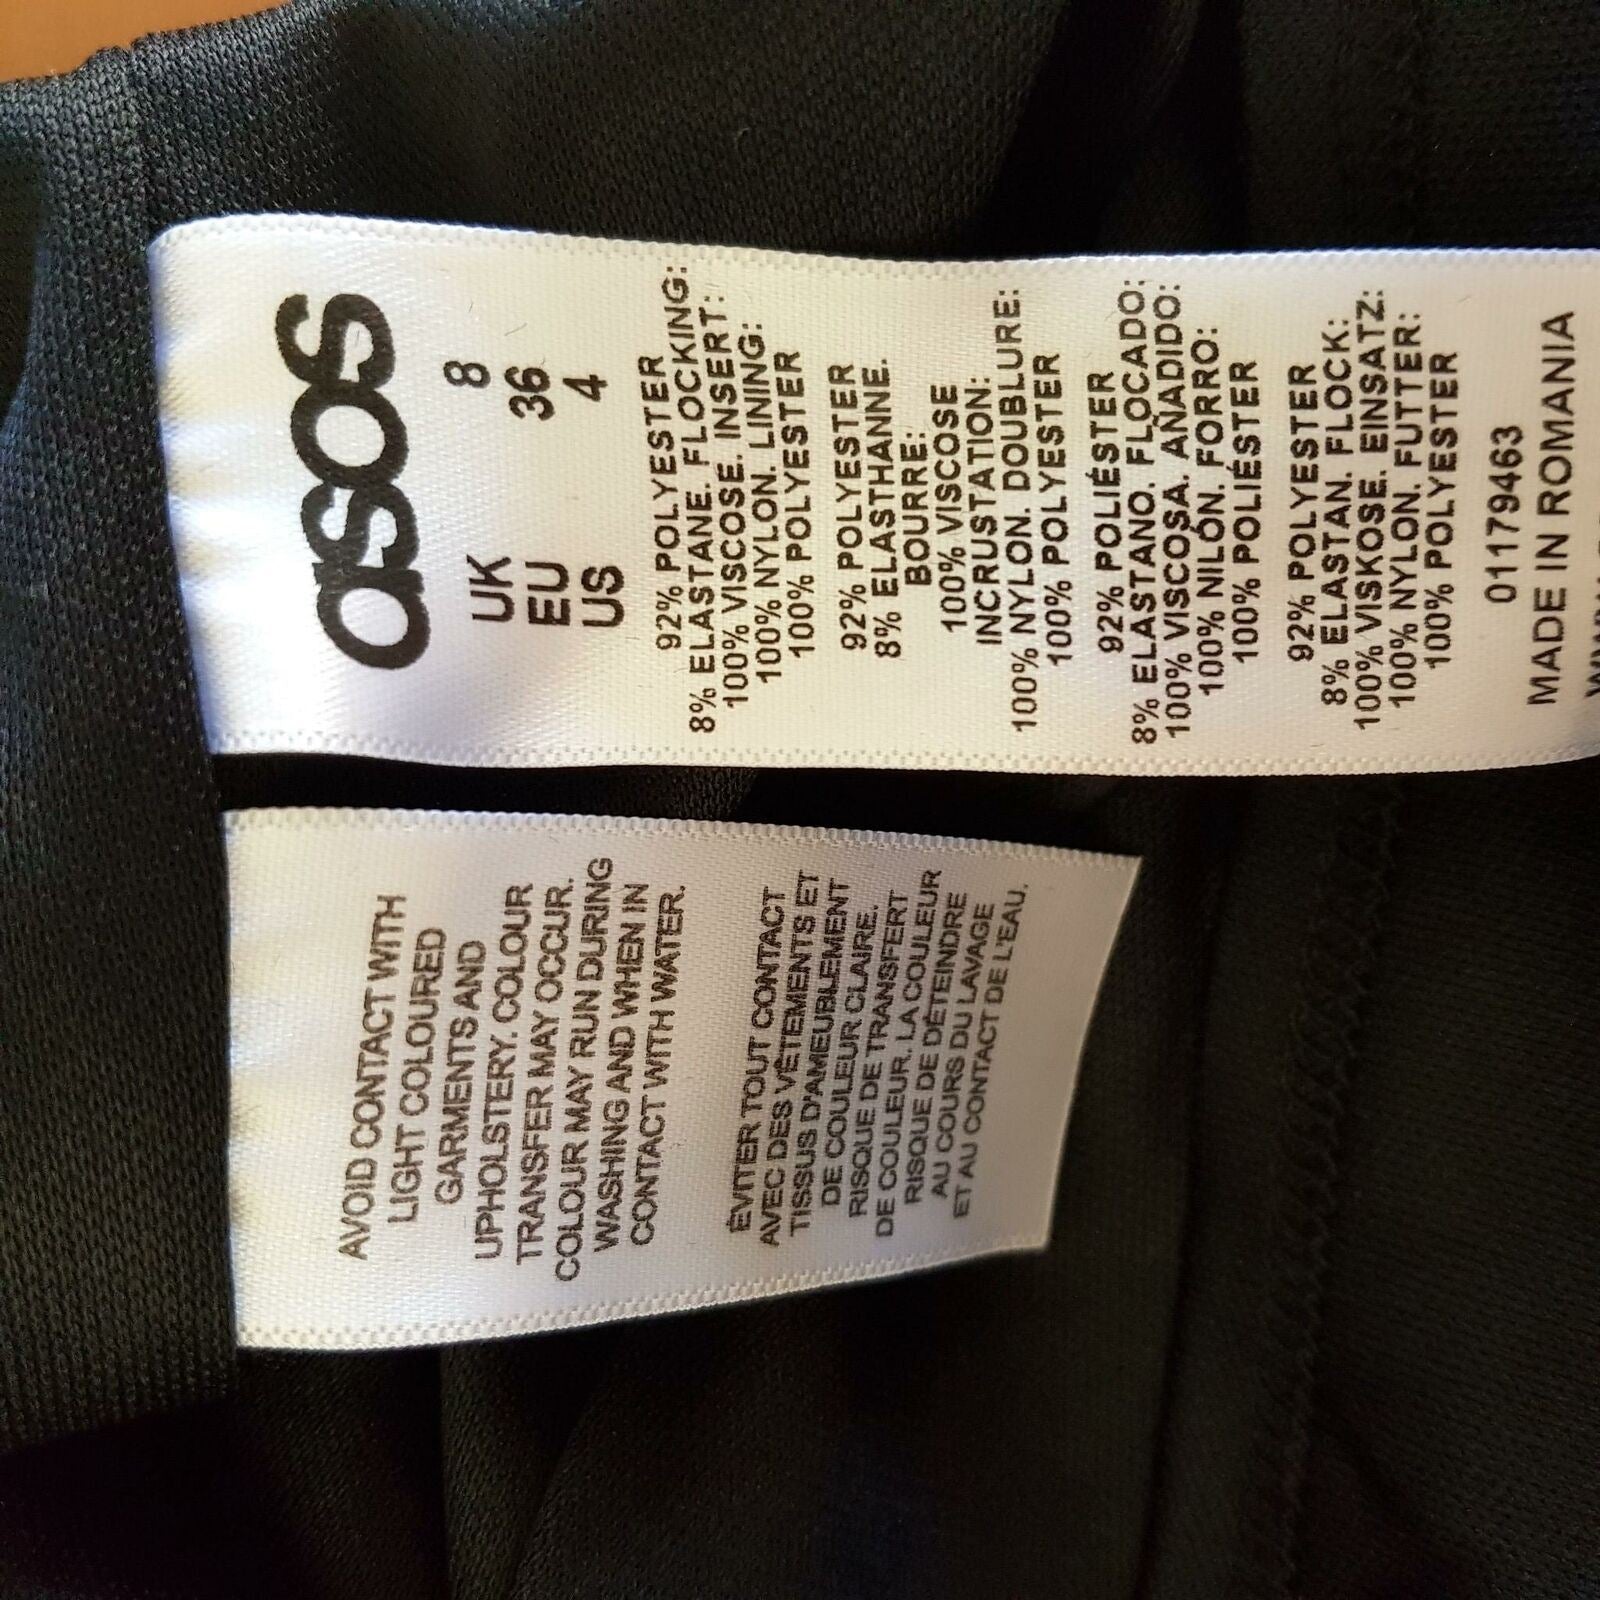 asos
UK 8
EU 36
US 4
92% POLYESTER
8% ELASTANE. FLOCKING:
100% VISCOSE. INSERT:
100% NYLON. LINING:
100% POLYESTER
92% POLYESTER
8% ELASTHANNE.
BOURRE:
100% VISCOSE
INCRUSTATION:
100% NYLON. DOUBLURE:
100% POLYESTER
92% POLIÉSTER
8% ELASTANO. FLOCADO:
100% VISCOSA. AÑADIDO:
100% NILÓN. FORRO:
100% POLIÉSTER
92% POLYESTER
8% ELASTAN. FLOCK:
100% VISKOSE. EINSATZ:
100% NYLON. FUTTER:
100% POLYESTER
01179463
MADE IN ROMANIA
AVOID CONTACT WITH
LIGHT COLOURED
GARMENTS AND
UPHOLSTERY. COLOUR
TRANSFER MAY OCCUR.
COLOUR MAY RUN DURING
WASHING AND WHEN IN
CONTACT WITH WATER.
ÉVITER TOUT CONTACT
AVEC DES VÊTEMENTS ET
TISSUS D'AMEUBLEMENT
DE COULEUR CLAIRE.
RISQUE DE TRANSFERT
DE COULEUR. LA COULEUR
RISQUE DE DÉTEINDRE
AU COURS DU LAVAGE
ET AU CONTACT DE L'EAU.